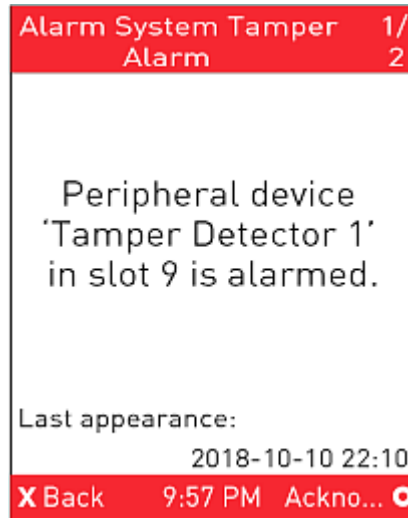 Alarm System Tamper 1/
Alarm 2
Peripheral device
'Tamper Detector 1'
in slot 9 is alarmed.
Last appearance:
2018-10-10 22:10
X Back 9:57 PM Ackno...